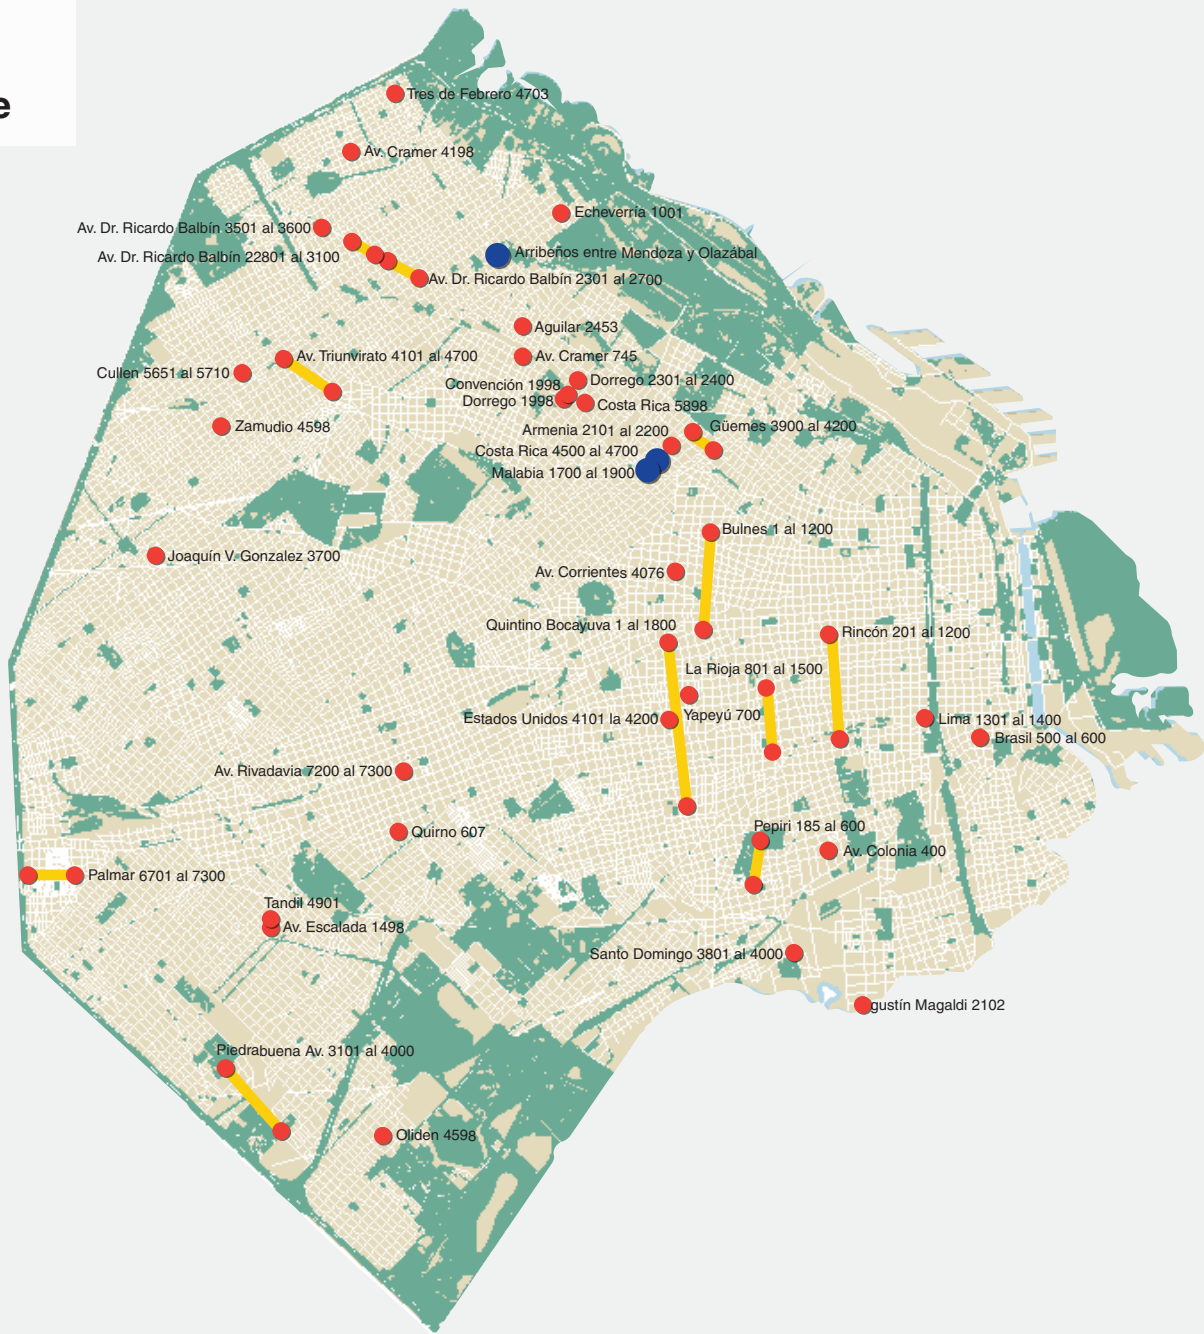 e
Tres de Febrero 4703
Av. Cramer 4198
Echeverría 1001
Av. Dr. Ricardo Balbín 3501 al 3600
Arribeños entre Mendoza y Olazábal
Av. Dr. Ricardo Balbín 22801 al 3100
Av. Dr. Ricardo Balbín 2301 al 2700
Aguilar 2453
Av. Triunvirato 4101 al 4700
Av. Cramer 745
Cullen 5651 al 5710
Dorrego 2301 al 2400
Convención 1998
Dorrego 1998
Costa Rica 5898
Zamudio 4598
Güemes 3900 al 4200
Armenia 2101 al 2200
Costa Rica 4500 al 4700
Malabia 1700 al 1900
Bulnes 1 al 1200
Joaquín V. Gonzalez 3700
Av. Corrientes 4076
Quintino Bocayuva 1 al 1800
Rincón 201 al 1200
La Rioja 801 al 1500
Yapeyú 700
Estados Unidos 4101 la 4200
Lima 1301 al 1400
Brasil 500 al 600
Av. Rivadavia 7200 al 7300
Pepiri 185 al 600
Quirno 607
Av. Colonia 400
Palmar 6701 al 7300
Tandil 4901
Av. Escalada 1498
Santo Domingo 3801 al 4000
gustín Magaldi 2102
Piedrabuena Av. 3101 al 4000
Oliden 4598